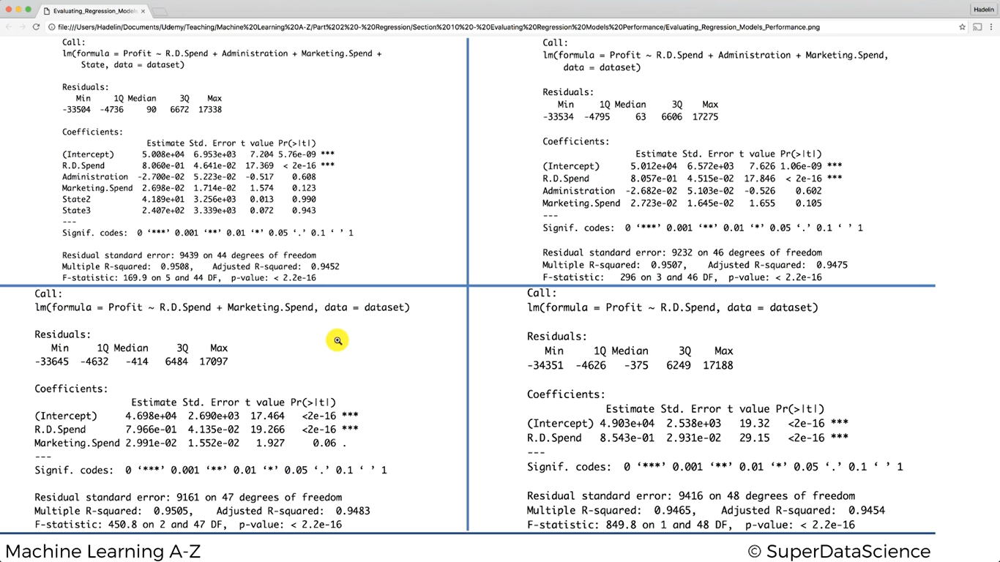 Evaluating_Regression_Models
Hadelin
file:///Users/Hadelin/Documents/Udemy/Teaching/Machine%20Learning%20A-Z/Part%202%20-%20Regression/Section%2010%20-%20Evaluating%20Regression%20Models%20Performance/Evaluating_Regression_Models_Performance.png
Call:
lm(formula = Profit ~ R.D.Spend + Administration + Marketing.Spend +
State, data = dataset)
Residuals:
Min 1Q Median 3Q Max
-33504 -4736 90 6672 17338
Coefficients:
Estimate Std. Error t value Pr(>|t|)
(Intercept) 5.008e+04 6.953e+03 7.204 5.76e-09 ***
R.D.Spend 8.060e-01 4.641e-02 17.369 < 2e-16 ***
Administration -2.700e-02 5.223e-02 -0.517 0.608
Marketing.Spend 2.698e-02 1.714e-02 1.574 0.123
State2 4.189e+01 3.256e+03 0.013 0.990
State3 2.407e+02 3.339e+03 0.072 0.943
---
Signif. codes: 0 ‘***’ 0.001 ‘**’ 0.01 ‘*’ 0.05 ‘.’ 0.1 ‘ ’ 1
Residual standard error: 9439 on 44 degrees of freedom
Multiple R-squared: 0.9508, Adjusted R-squared: 0.9452
F-statistic: 169.9 on 5 and 44 DF, p-value: < 2.2e-16
Call:
lm(formula = Profit ~ R.D.Spend + Administration + Marketing.Spend,
data = dataset)
Residuals:
Min 1Q Median 3Q Max
-33534 -4795 63 6606 17275
Coefficients:
Estimate Std. Error t value Pr(>|t|)
(Intercept) 5.012e+04 6.572e+03 7.626 1.06e-09 ***
R.D.Spend 8.057e-01 4.515e-02 17.846 < 2e-16 ***
Administration -2.682e-02 5.103e-02 -0.526 0.602
Marketing.Spend 2.723e-02 1.645e-02 1.655 0.105
---
Signif. codes: 0 ‘***’ 0.001 ‘**’ 0.01 ‘*’ 0.05 ‘.’ 0.1 ‘ ’ 1
Residual standard error: 9232 on 46 degrees of freedom
Multiple R-squared: 0.9507, Adjusted R-squared: 0.9475
F-statistic: 296 on 3 and 46 DF, p-value: < 2.2e-16
Call:
lm(formula = Profit ~ R.D.Spend + Marketing.Spend, data = dataset)
Residuals:
Min 1Q Median 3Q Max
-33645 -4632 -414 6484 17097
Coefficients:
Estimate Std. Error t value Pr(>|t|)
(Intercept) 4.698e+04 2.690e+03 17.464 <2e-16 ***
R.D.Spend 7.966e-01 4.135e-02 19.266 <2e-16 ***
Marketing.Spend 2.991e-02 1.552e-02 1.927 0.06 .
---
Signif. codes: 0 ‘***’ 0.001 ‘**’ 0.01 ‘*’ 0.05 ‘.’ 0.1 ‘ ’ 1
Residual standard error: 9161 on 47 degrees of freedom
Multiple R-squared: 0.9505, Adjusted R-squared: 0.9483
F-statistic: 450.8 on 2 and 47 DF, p-value: < 2.2e-16
Call:
lm(formula = Profit ~ R.D.Spend, data = dataset)
Residuals:
Min 1Q Median 3Q Max
-34351 -4626 -375 6249 17188
Coefficients:
Estimate Std. Error t value Pr(>|t|)
(Intercept) 4.903e+04 2.538e+03 19.32 <2e-16 ***
R.D.Spend 8.543e-01 2.931e-02 29.15 <2e-16 ***
---
Signif. codes: 0 ‘***’ 0.001 ‘**’ 0.01 ‘*’ 0.05 ‘.’ 0.1 ‘ ’ 1
Residual standard error: 9416 on 48 degrees of freedom
Multiple R-squared: 0.9465, Adjusted R-squared: 0.9454
F-statistic: 849.8 on 1 and 48 DF, p-value: < 2.2e-16
Machine Learning A-Z
© SuperDataScience